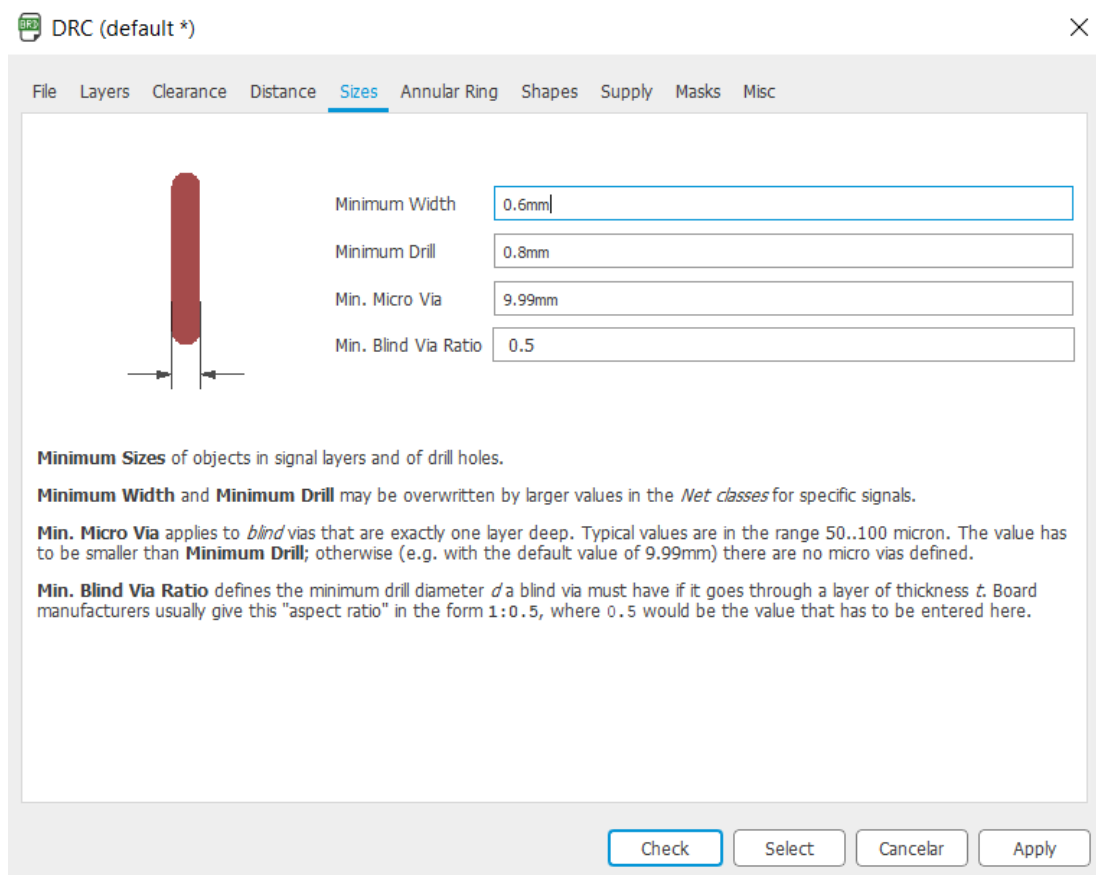 BRD
DRC (default *)
File Layers Clearance Distance Sizes Annular Ring Shapes Supply Masks Misc
Minimum Width 0.6mm
Minimum Drill 0.8mm
Min. Micro Via 9.99mm
Min. Blind Via Ratio 0.5
Minimum Sizes of objects in signal layers and of drill holes.
Minimum Width and Minimum Drill may be overwritten by larger values in the Net classes for specific signals.
Min. Micro Via applies to blind vias that are exactly one layer deep. Typical values are in the range 50..100 micron. The value has
to be smaller than Minimum Drill; otherwise (e.g. with the default value of 9.99mm) there are no micro vias defined.
Min. Blind Via Ratio defines the minimum drill diameter d a blind via must have if it goes through a layer of thickness t. Board
manufacturers usually give this "aspect ratio" in the form 1:0.5, where 0.5 would be the value that has to be entered here.
Check Select Cancelar Apply